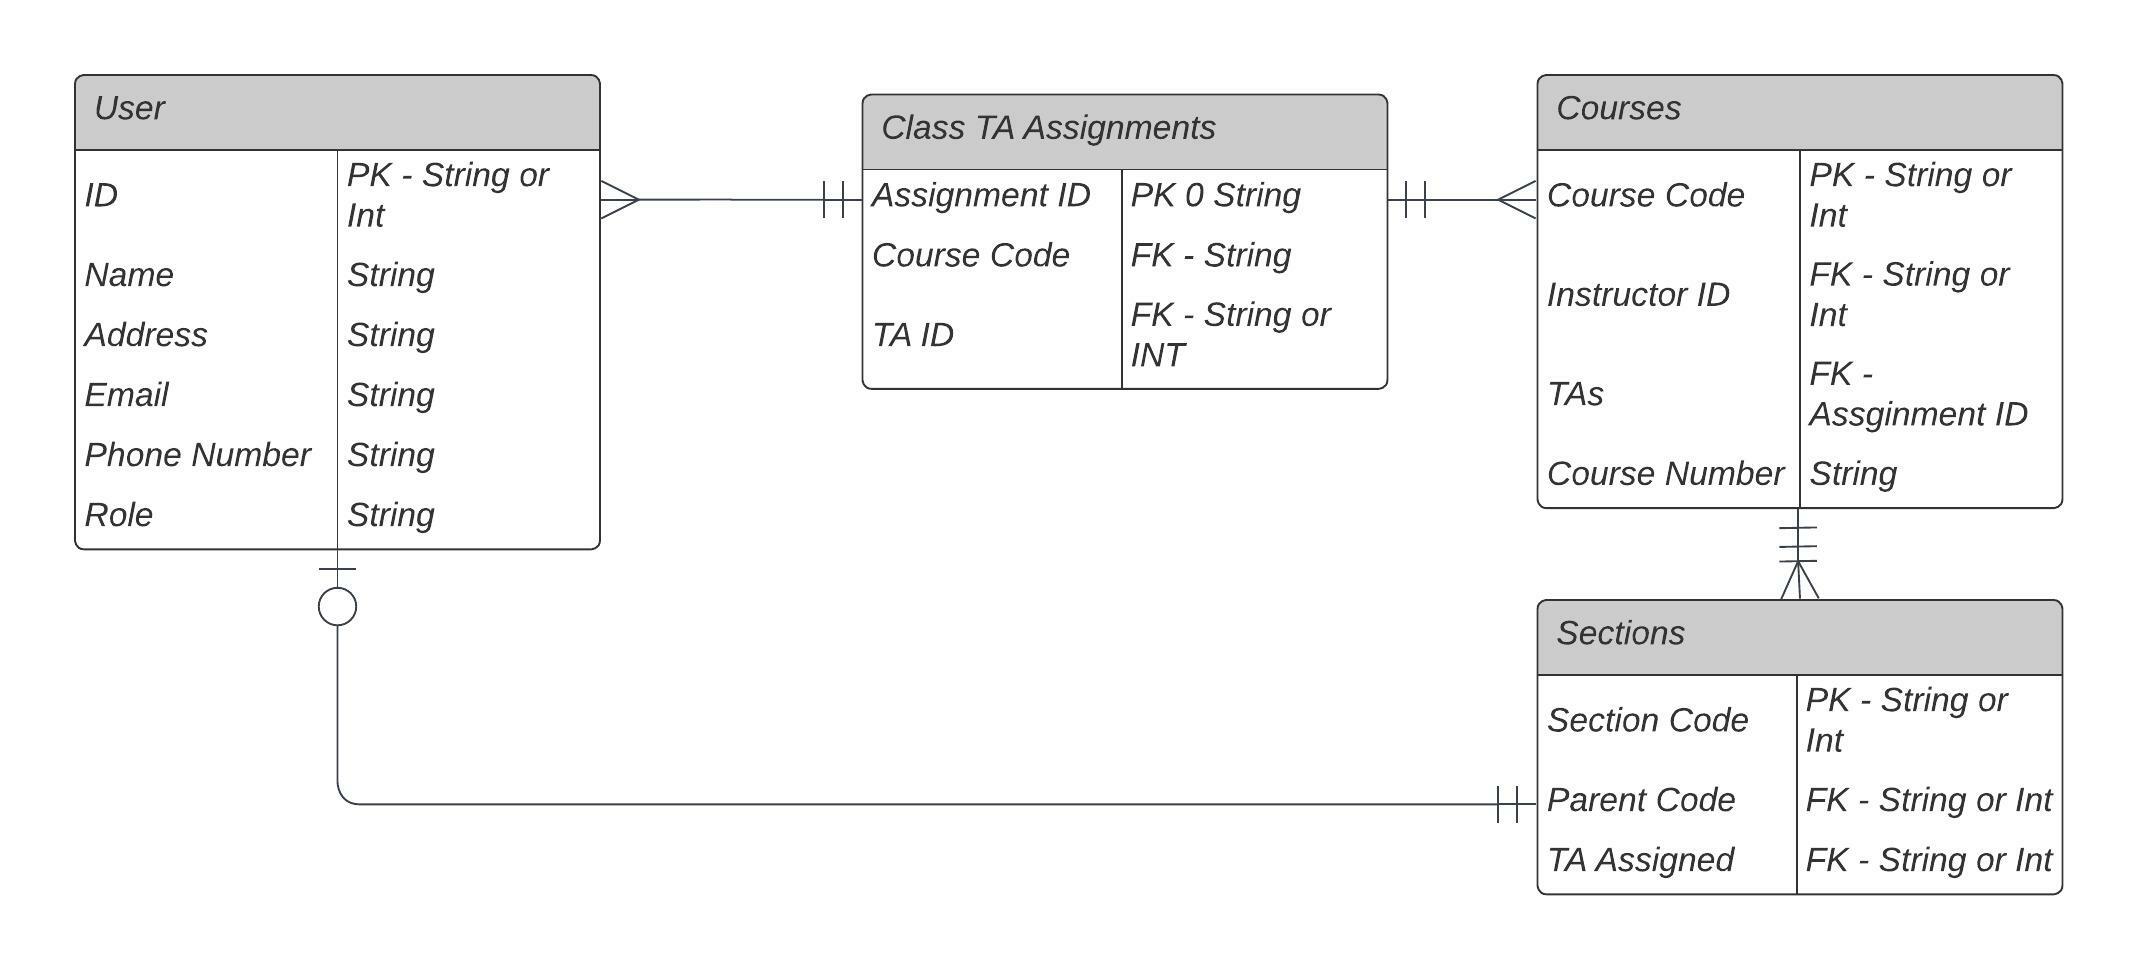 User
ID
PK - String or
Int
Name
String
Address
String
Email
String
Phone Number
String
Role
String
Class TA Assignments
Assignment ID
PK 0 String
Course Code
FK - String
TA ID
FK - String or
INT
Courses
Course Code
PK - String or
Int
Instructor ID
FK - String or
Int
TAs
FK -
Assginment ID
Course Number
String
Sections
Section Code
PK - String or
Int
Parent Code
FK - String or Int
TA Assigned
FK - String or Int